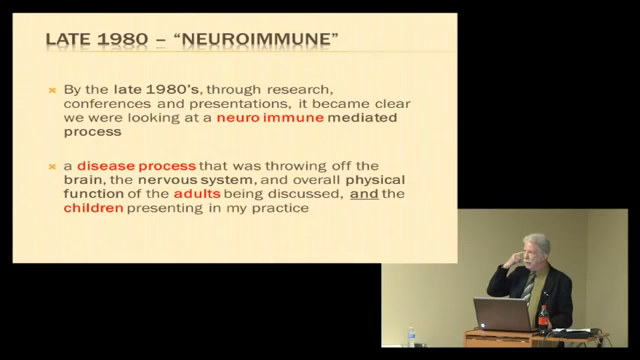 LATE 1980 – “NEUROIMMUNE”
By the late 1980’s, through research,
conferences and presentations, it became clear
we were looking at a neuro immune mediated
process
a disease process that was throwing off the
brain, the nervous system, and overall physical
function of the adults being discussed, and the
children presenting in my practice